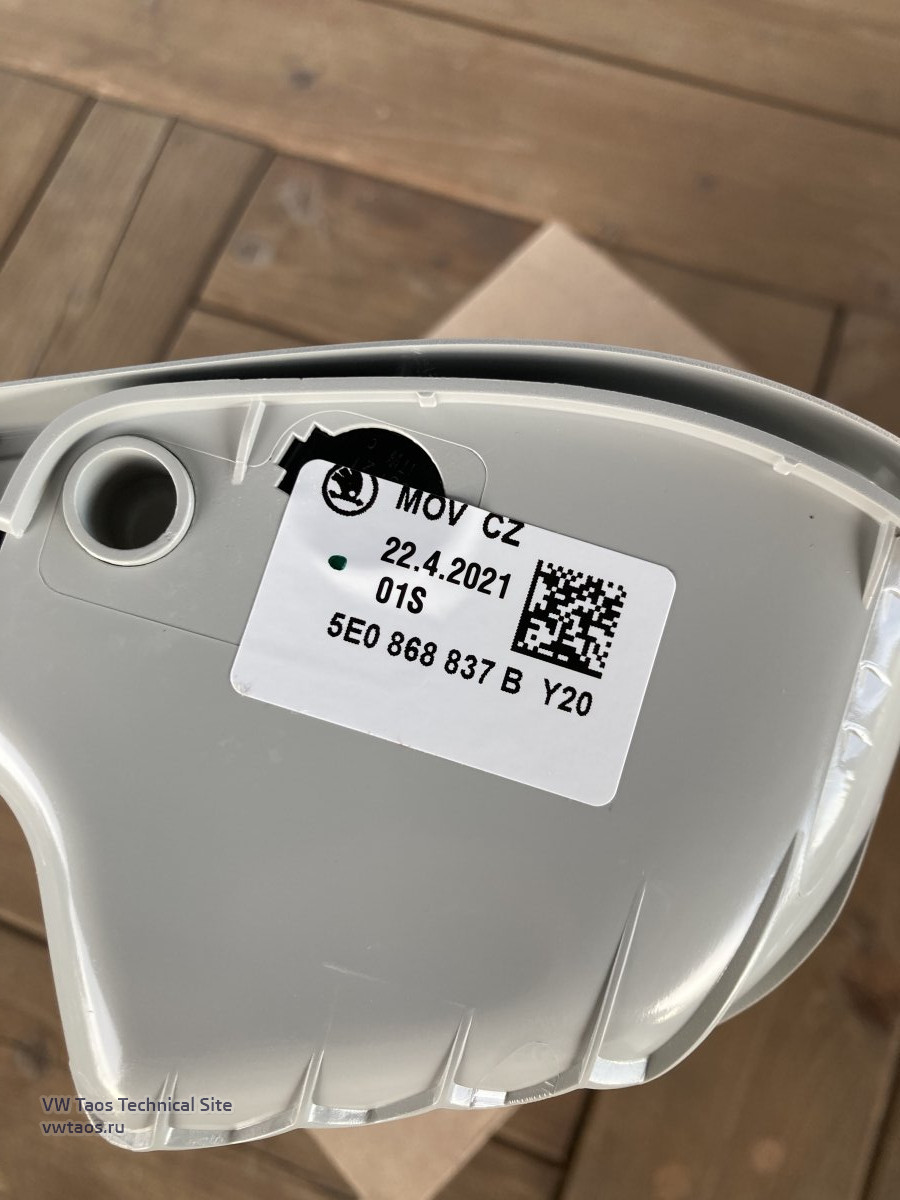 MOV CZ
22.4.2021
01S
5E0 868 837 B Y20
VW Taos Technical Site
vwtaos.ru